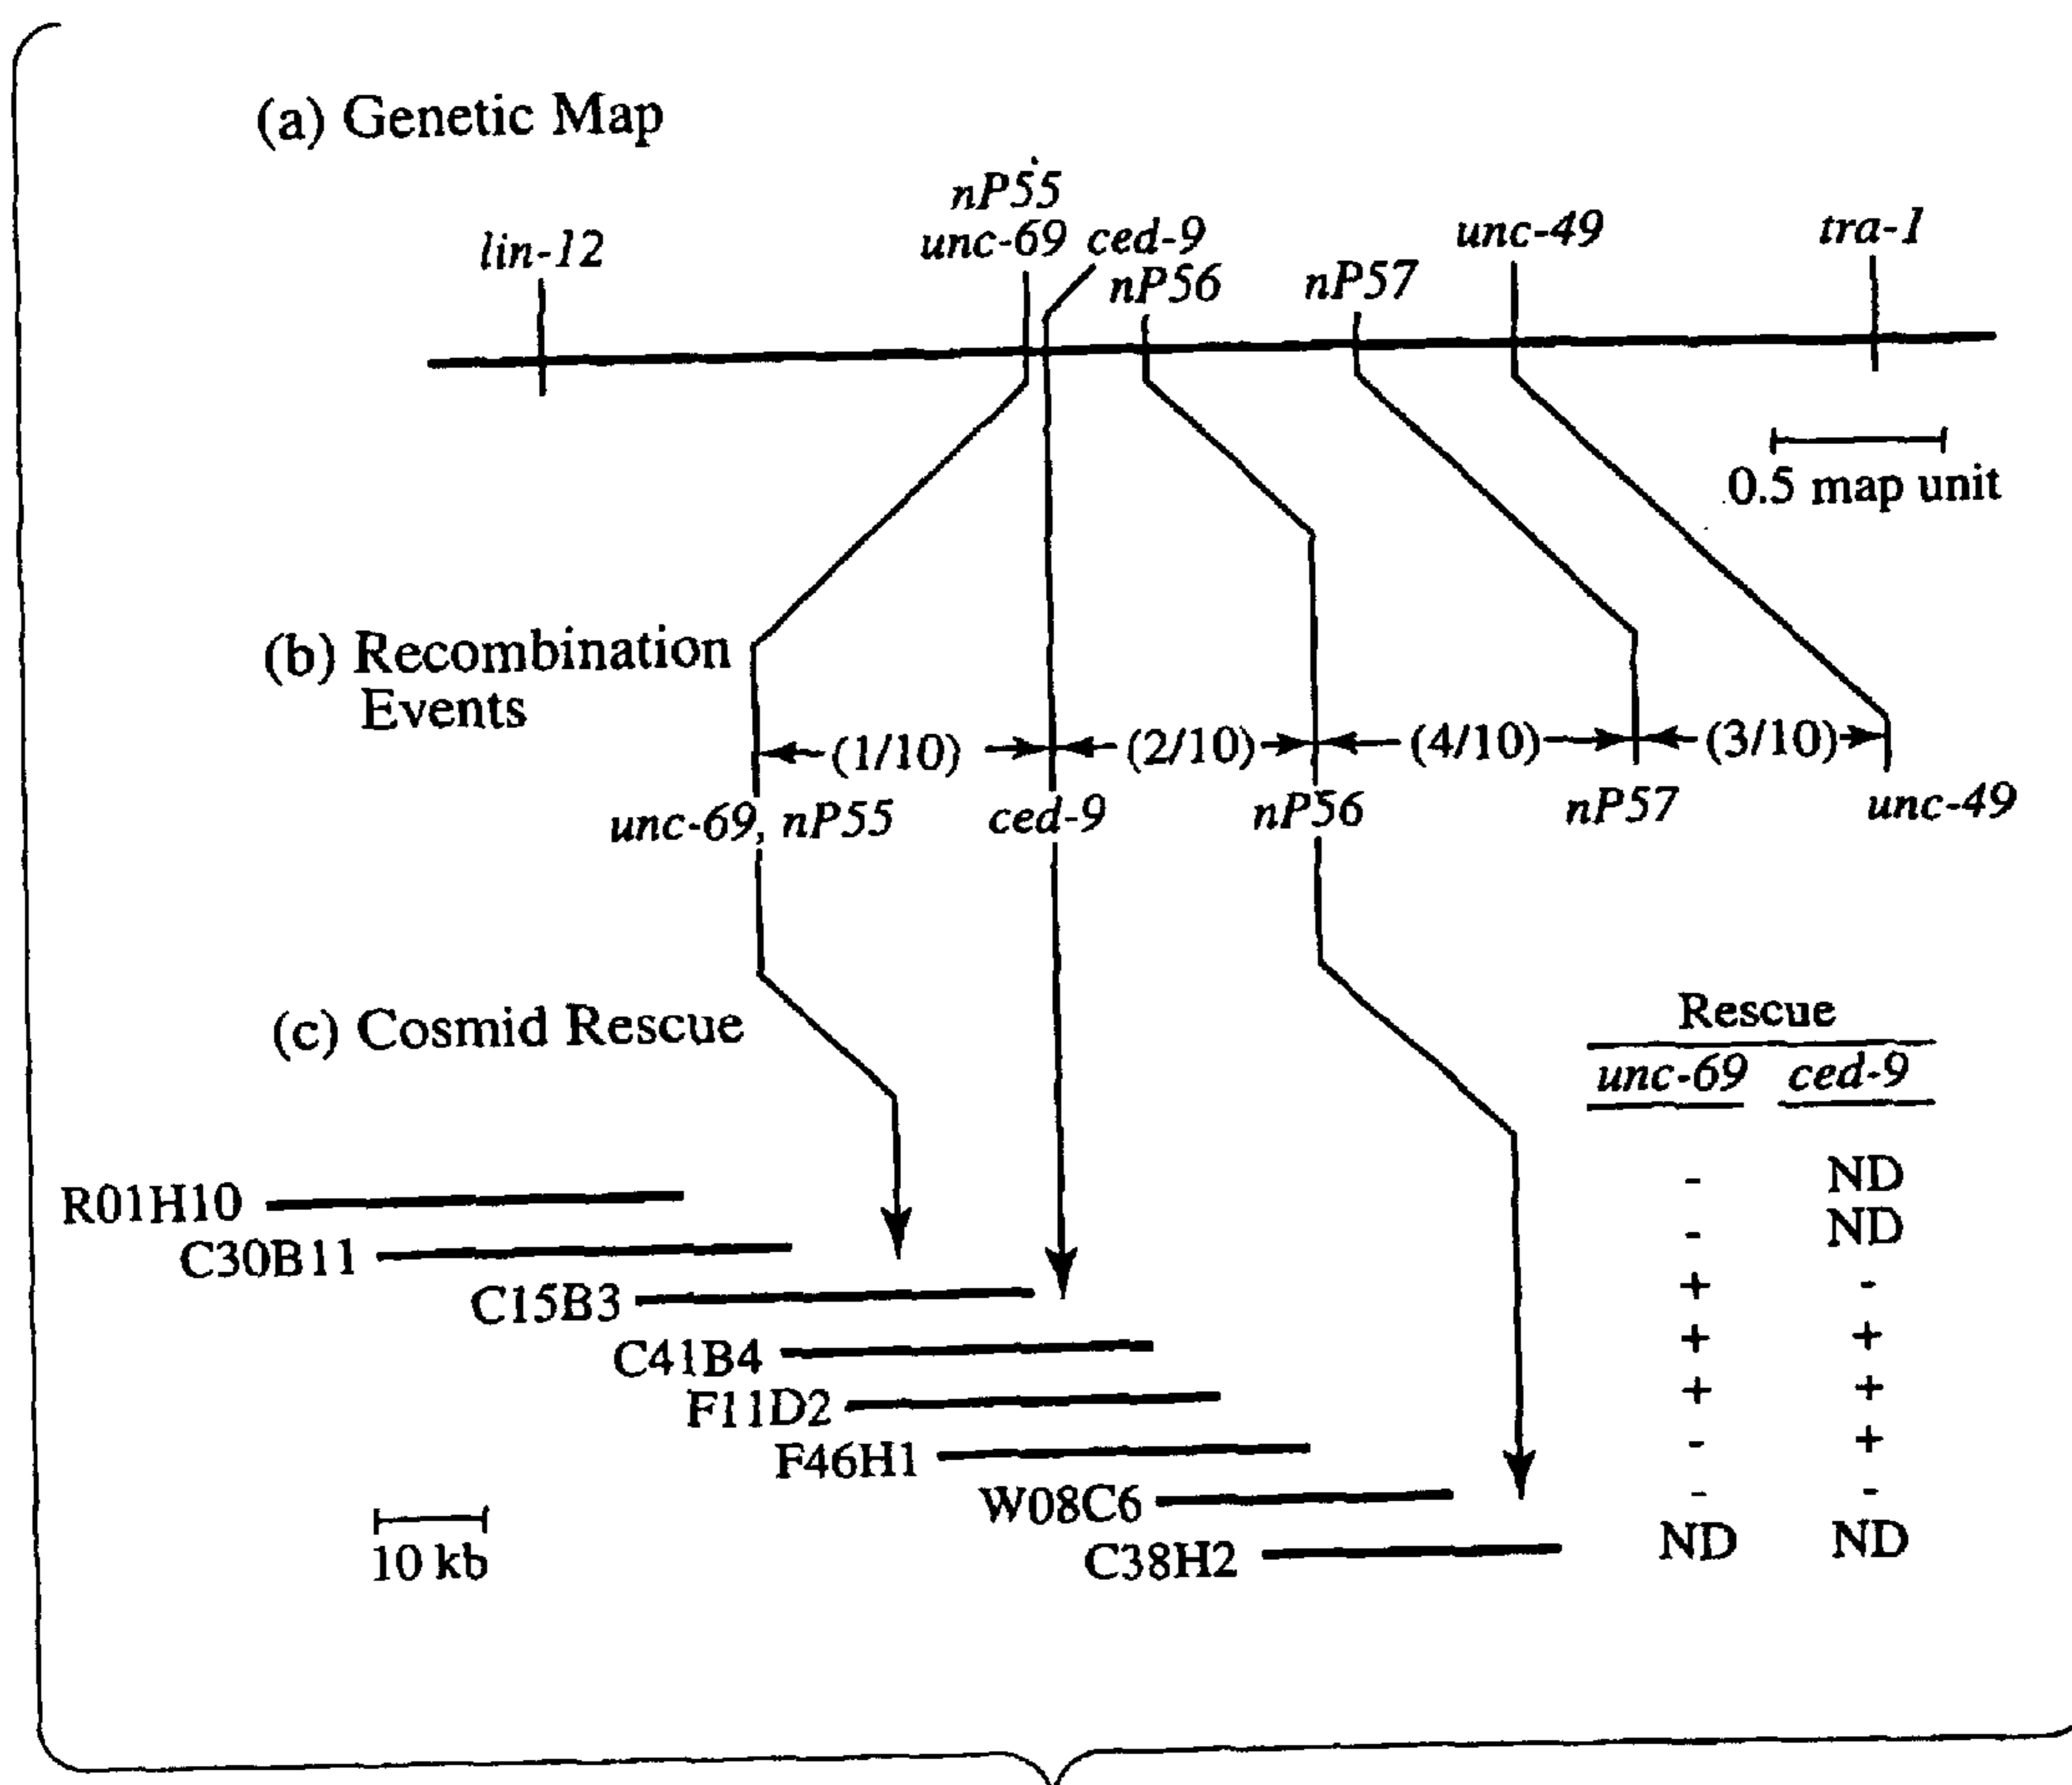 (a) Genetic Map
nP55
lin-12 unc-69 ced-9 unc-49 tra-1
nP56 nP57
0.5 map unit
(b) Recombination
Events
(1/10) (2/10) (4/10) (3/10)
unc-69, nP55 ced-9 nP56 nP57 unc-49
(c) Cosmid Rescue
Rescue
unc-69 ced-9
R01H10 - ND
C30B11 - ND
C15B3 + -
C41B4 + +
F11D2 + +
F46H1 - +
W08C6 - -
C38H2 ND ND
10 kb